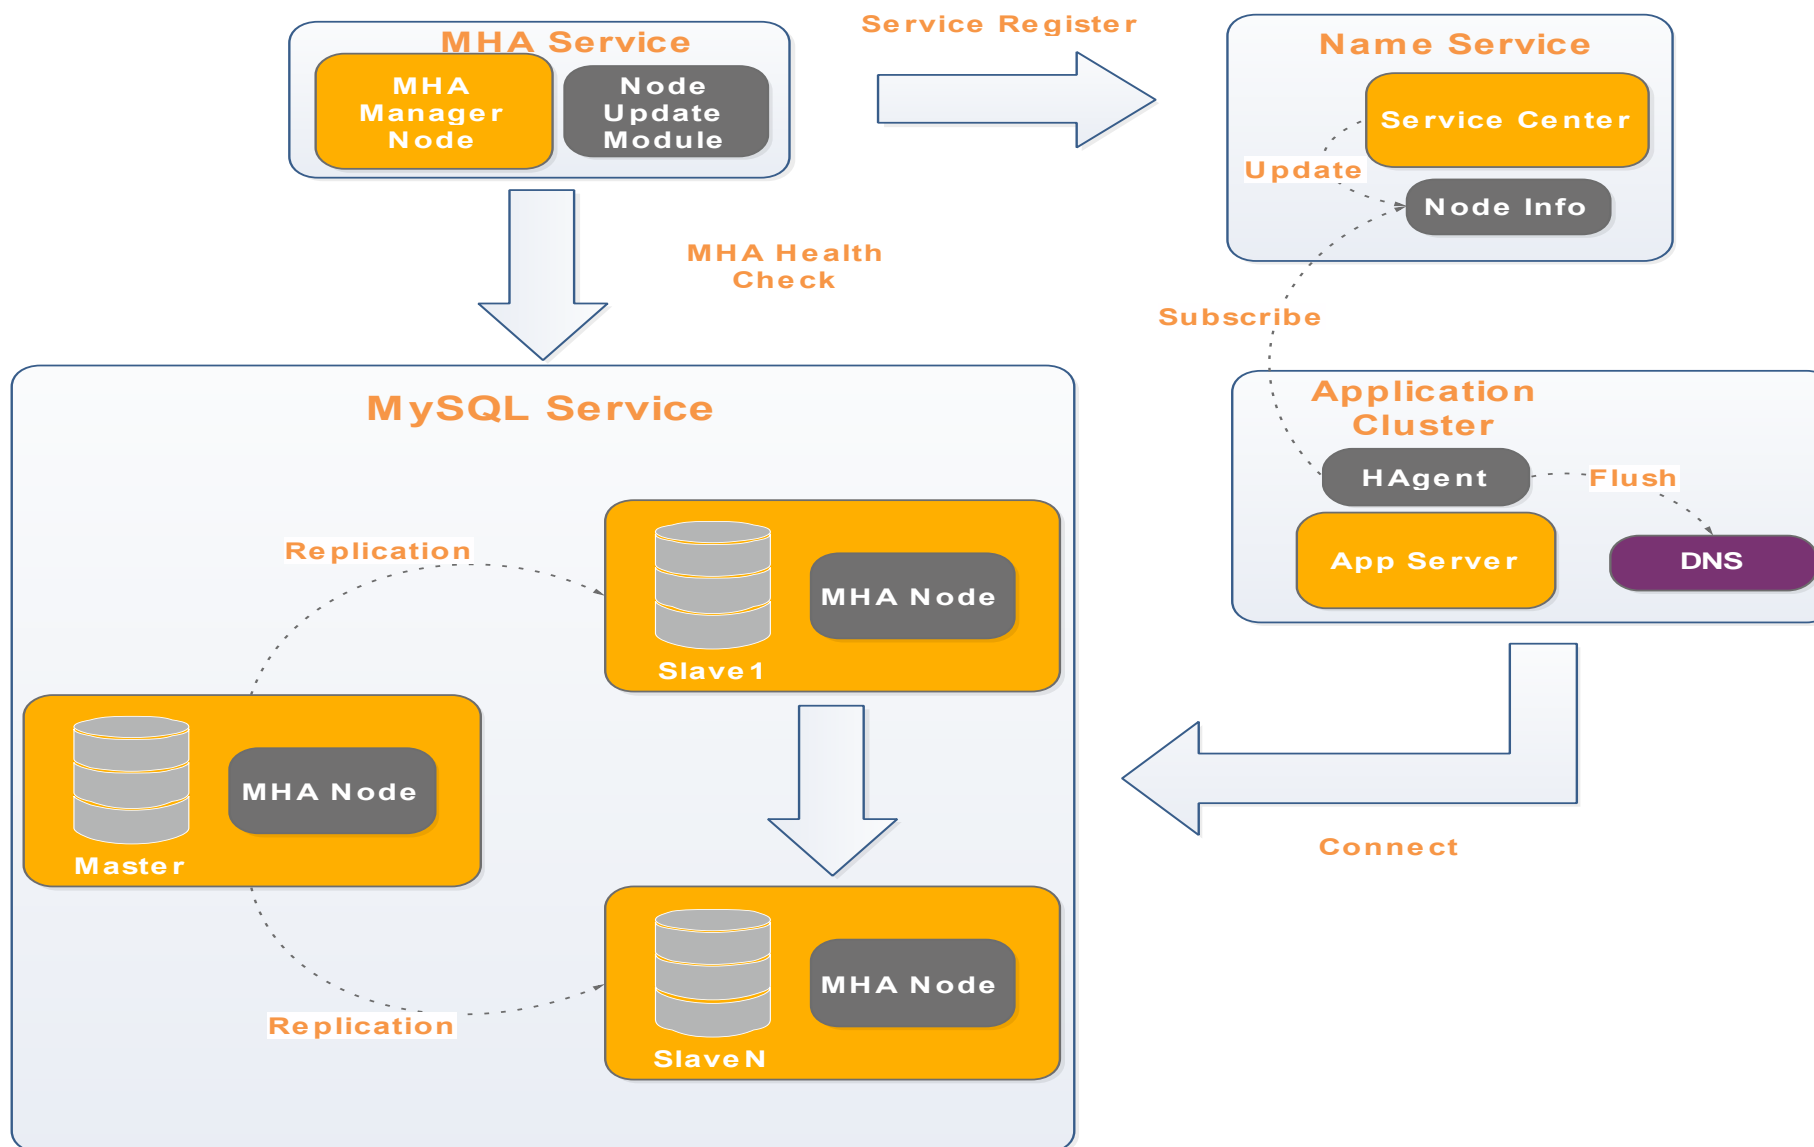 MHA Service
MHA
Manager
Node
Node
Update
Module
Service Register
Name Service
Service Center
Update
Node Info
MHA Health
Check
Subscribe
MySQL Service
Application
Cluster
HAgent
Flush
App Server
DNS
Replication
MHA Node
Slave1
MHA Node
Master
Connect
Replication
MHA Node
SlaveN